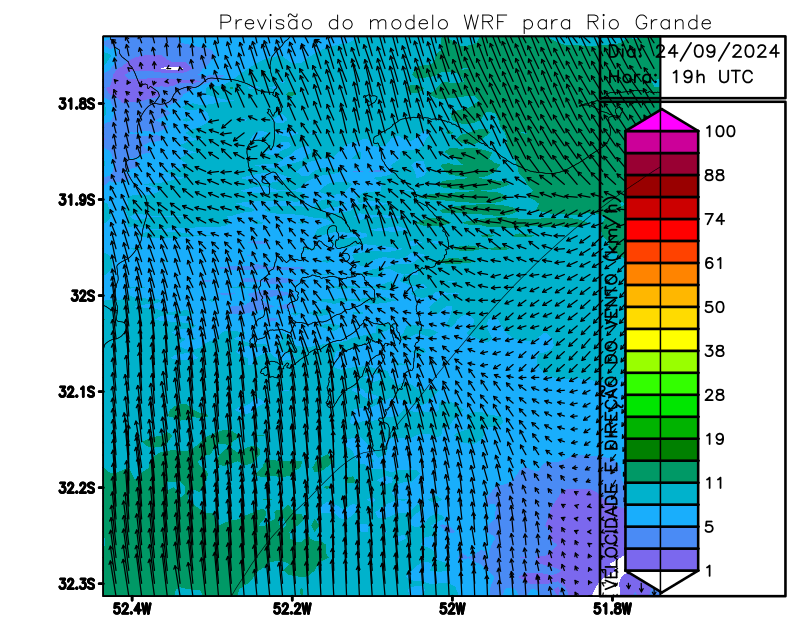 Previsão do modelo WRF para Rio Grande
Dia: 24/09/2024
Hora: 19h UTC
VELOCIDADE E DIREÇÃO DO VENTO (km/h)
100
88
74
61
50
38
28
19
11
5
1
31.8S
31.9S
32S
32.1S
32.2S
32.3S
52.4W
52.2W
52W
51.8W